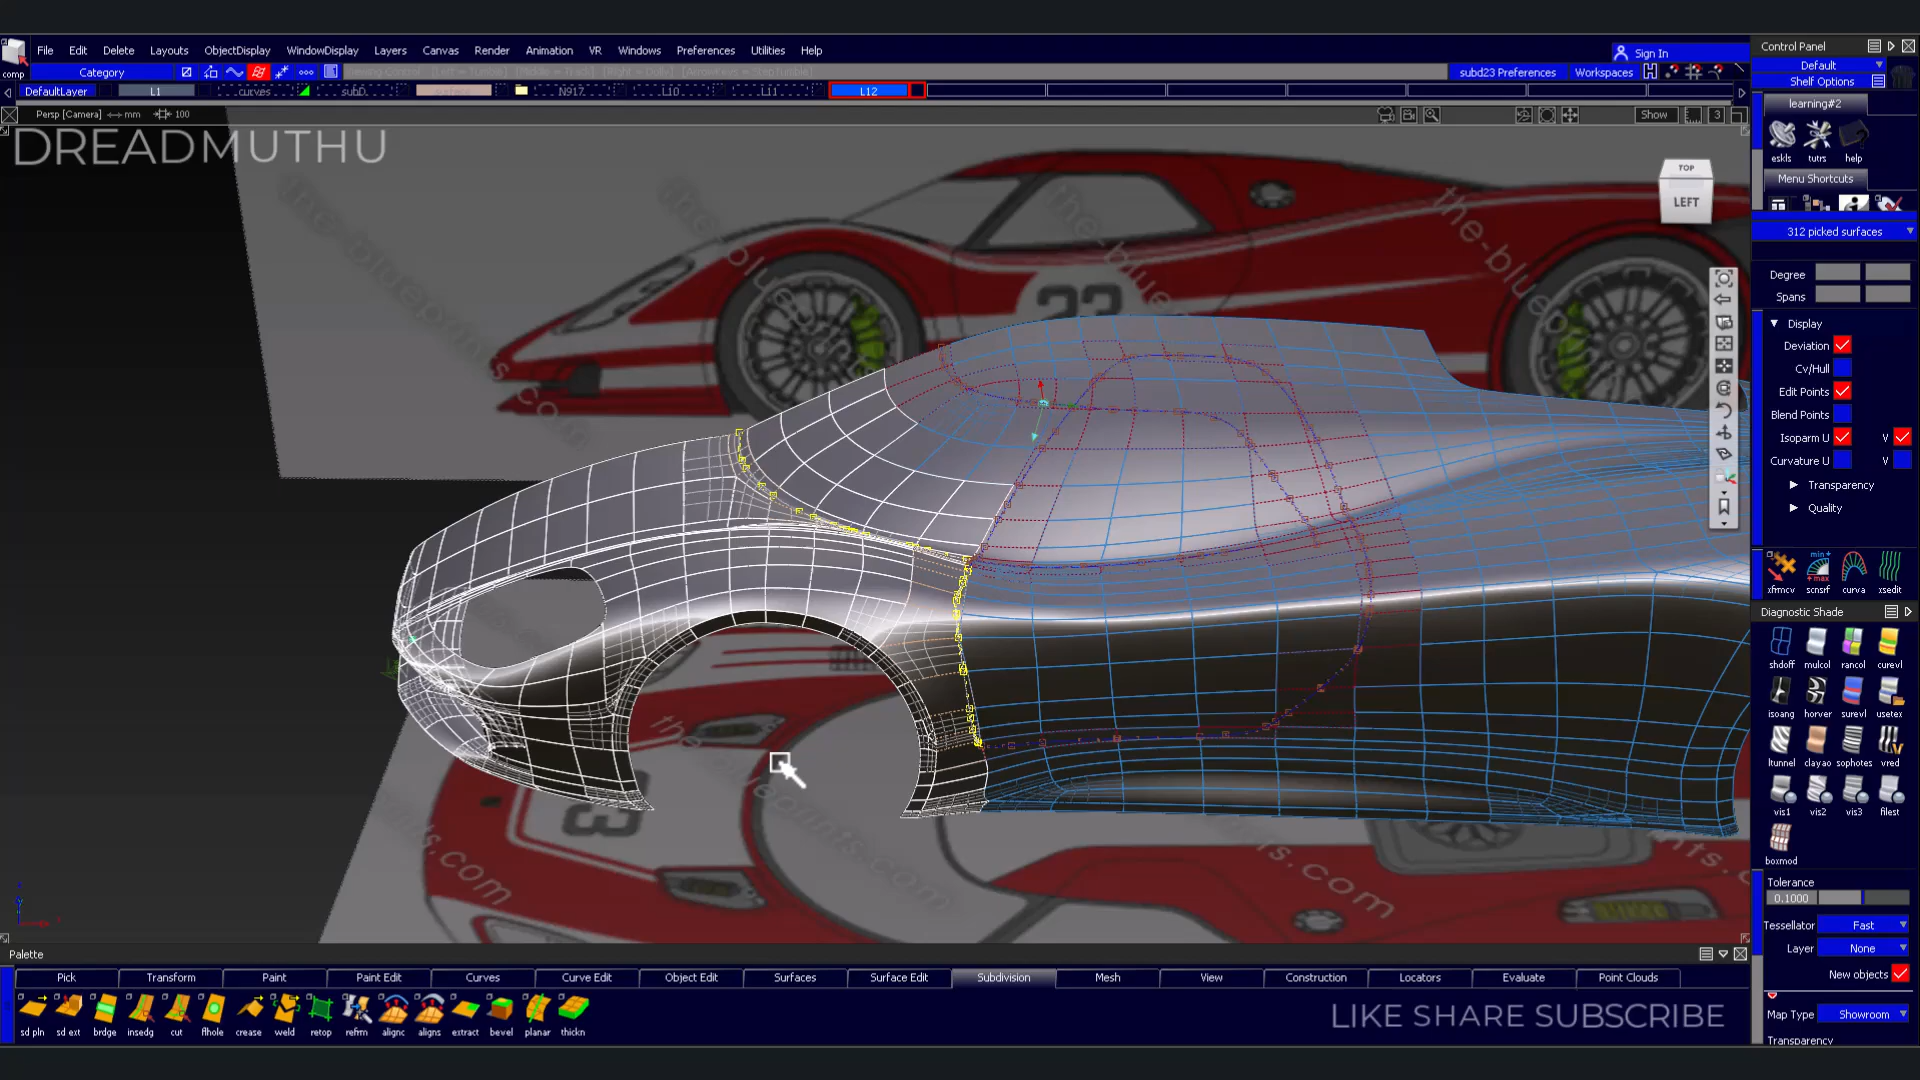 File Edit Delete Layouts ObjectDisplay WindowDisplay Layers Canvas Render Animation VR Windows Preferences Utilities Help
Sign In
comp
Category
subd23 Preferences Workspaces
DefaultLayer L1 curves subD N917 L10 L11 L12
Persp [Camera] mm 100
Show 3
DREADMUTHU
TOP
LEFT
the-blueprints.com
23
Control Panel
Default
Shelf Options
learning#2
eskls tutrs help
Menu Shortcuts
312 picked surfaces
Degree
Spans
Display
Deviation
Cv/Hull
Edit Points
Blend Points
Isoparm U V
Curvature U V
Transparency
Quality
xfrmcv scnsrf curva xsedit
Diagnostic Shade
shdoff mulcol rancol curevl
isoang horver surevl usetex
ltunnel clayao sophotes vred
vis1 vis2 vis3 filest
boxmod
Tolerance
0.1000
Tessellator Fast
Layer None
New objects
Map Type Showroom
Transparency
Palette
Pick Transform Paint Paint Edit Curves Curve Edit Object Edit Surfaces Surface Edit Subdivision Mesh View Construction Locators Evaluate Point Clouds
sd pln sd ext brdge insedg cut flhole crease weld retop refrm alignc aligns extract bevel planar thickn
LIKE SHARE SUBSCRIBE